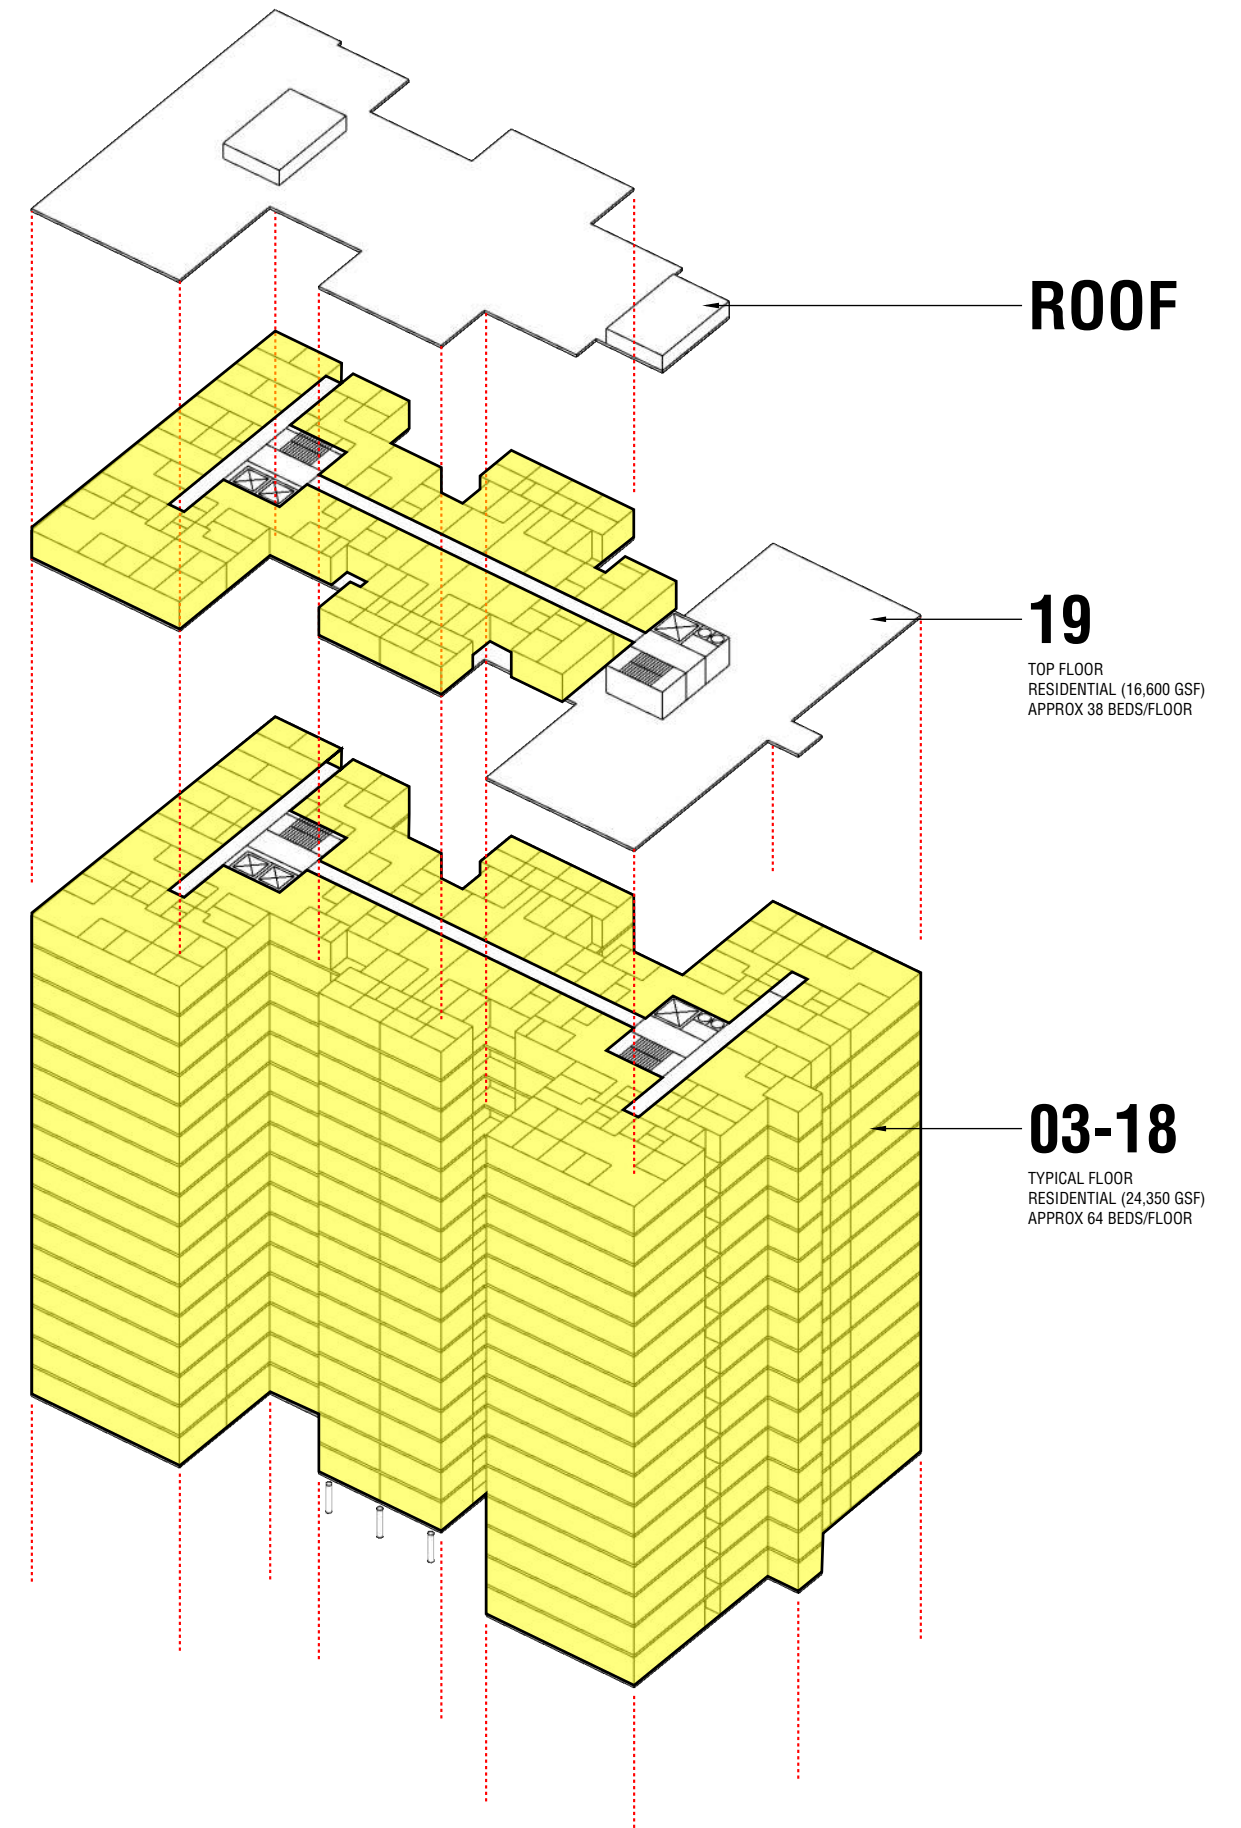 ROOF
19
TOP FLOOR
RESIDENTIAL (16,600 GSF)
APPROX 38 BEDS/FLOOR
03-18
TYPICAL FLOOR
RESIDENTIAL (24,350 GSF)
APPROX 64 BEDS/FLOOR